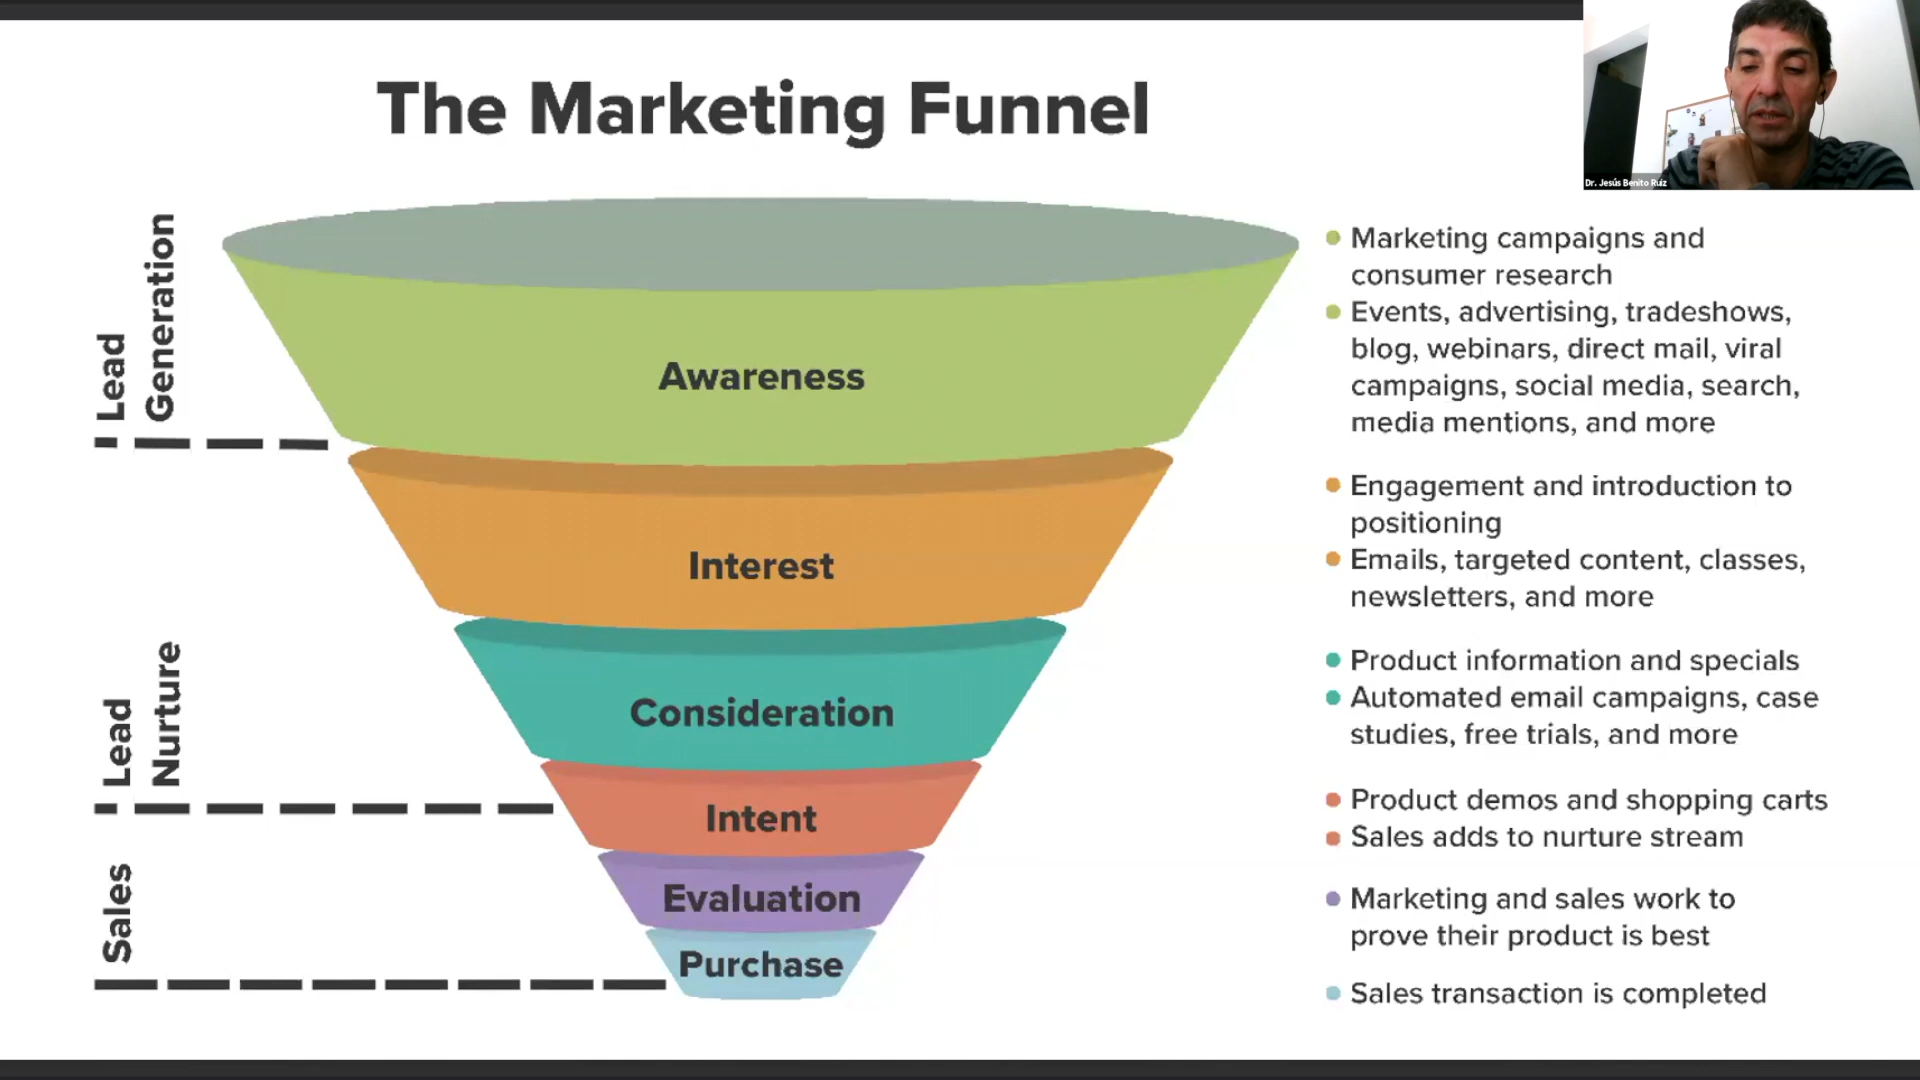 The Marketing Funnel
Dr. Jesús Benito Ruiz
Lead
Generation
Awareness
Marketing campaigns and
consumer research
Events, advertising, tradeshows,
blog, webinars, direct mail, viral
campaigns, social media, search,
media mentions, and more
Interest
Engagement and introduction to
positioning
Emails, targeted content, classes,
newsletters, and more
Lead
Nurture
Consideration
Product information and specials
Automated email campaigns, case
studies, free trials, and more
Intent
Product demos and shopping carts
Sales adds to nurture stream
Sales
Evaluation
Marketing and sales work to
prove their product is best
Purchase
Sales transaction is completed